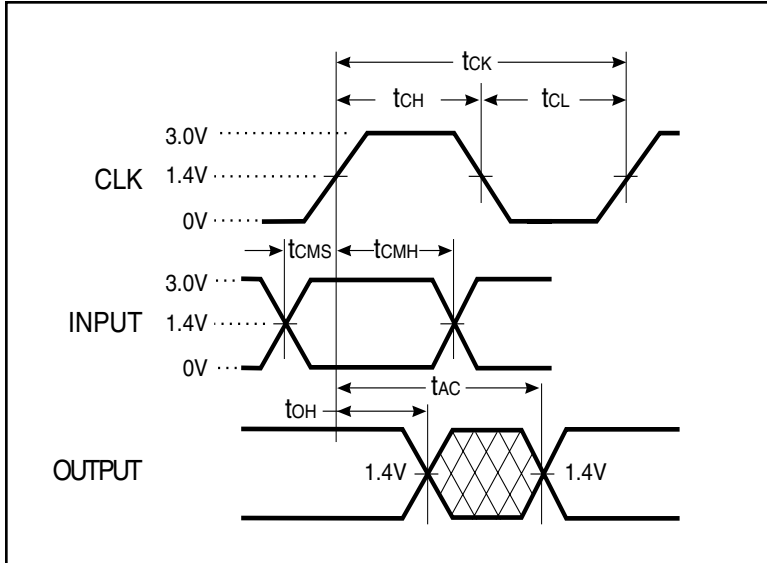 tCK
tCH tCL
3.0V
CLK 1.4V
0V
tCMS tCMH
3.0V
INPUT 1.4V
0V
tAC
tOH
OUTPUT 1.4V 1.4V